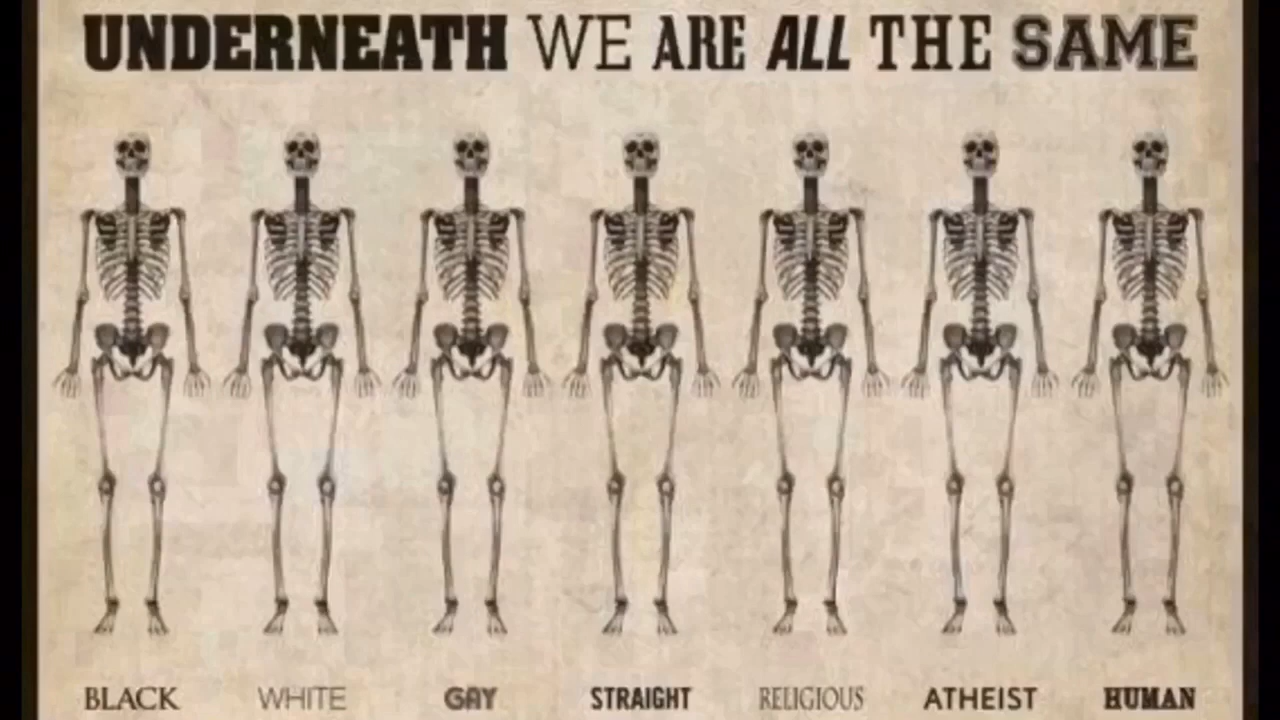 UNDERNEATH WE ARE ALL THE SAME
BLACK WHITE GAY STRAIGHT RELIGIOUS ATHEIST HUMAN